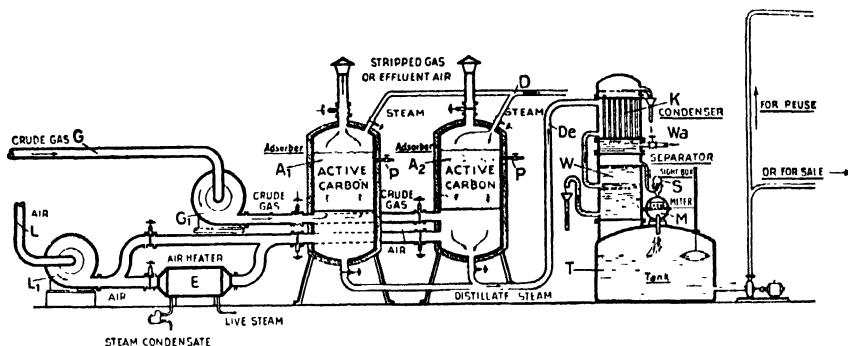 STRIPPED GAS
OR EFFLUENT AIR
D
STEAM
STEAM
K
CONDENSER
De
Wa
FOR REUSE
CRUDE GAS G
Adsorber
A1
ACTIVE
CARBON
P
Adsorber
A2
ACTIVE
CARBON
P
W
SEPARATOR
SIGHT BOX
S
OR FOR SALE
CRUDE
GAS
CRUDE
GAS
G1
METER
M
AIR
L
AIR
AIR HEATER
E
L1
AIR
T
Tank
DISTILLATE STEAM
LIVE STEAM
STEAM CONDENSATE